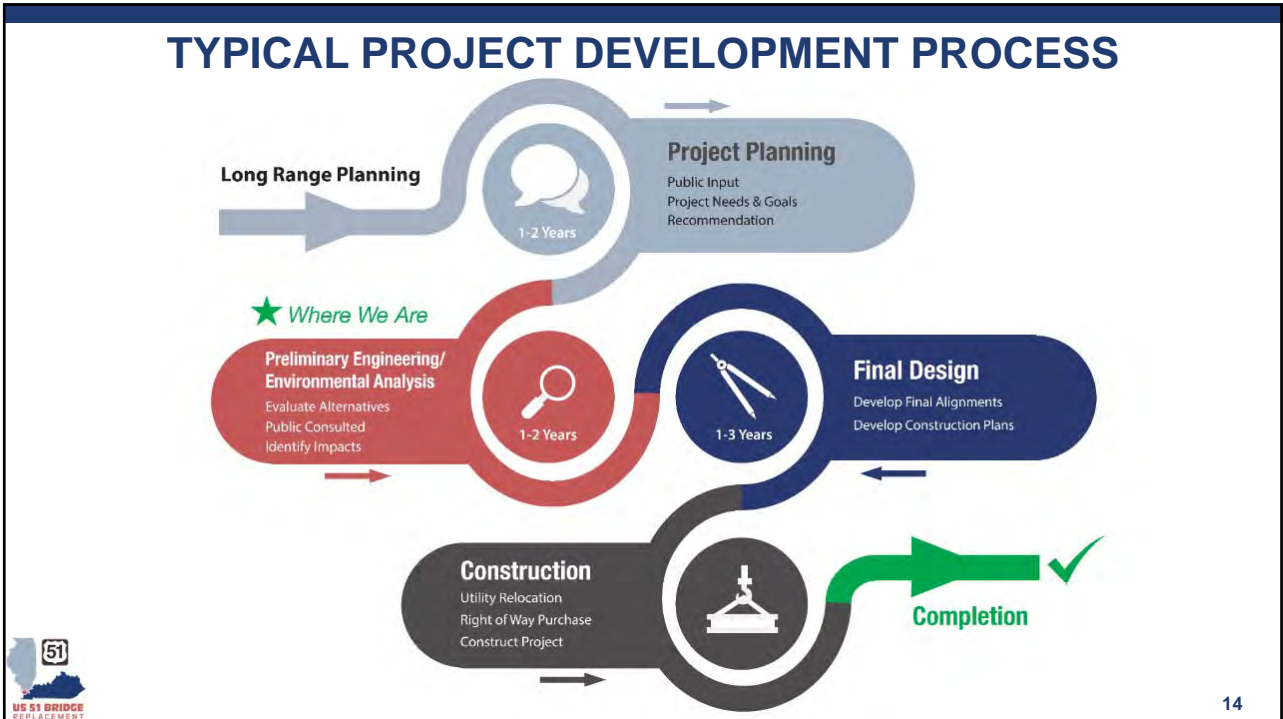 TYPICAL PROJECT DEVELOPMENT PROCESS
Long Range Planning
1-2 Years
Project Planning
Public Input
Project Needs & Goals
Recommendation
Where We Are
Preliminary Engineering/
Environmental Analysis
Evaluate Alternatives
Public Consulted
Identify Impacts
1-2 Years
1-3 Years
Final Design
Develop Final Alignments
Develop Construction Plans
Construction
Utility Relocation
Right of Way Purchase
Construct Project
Completion
51
US 51 BRIDGE
REPLACEMENT
14